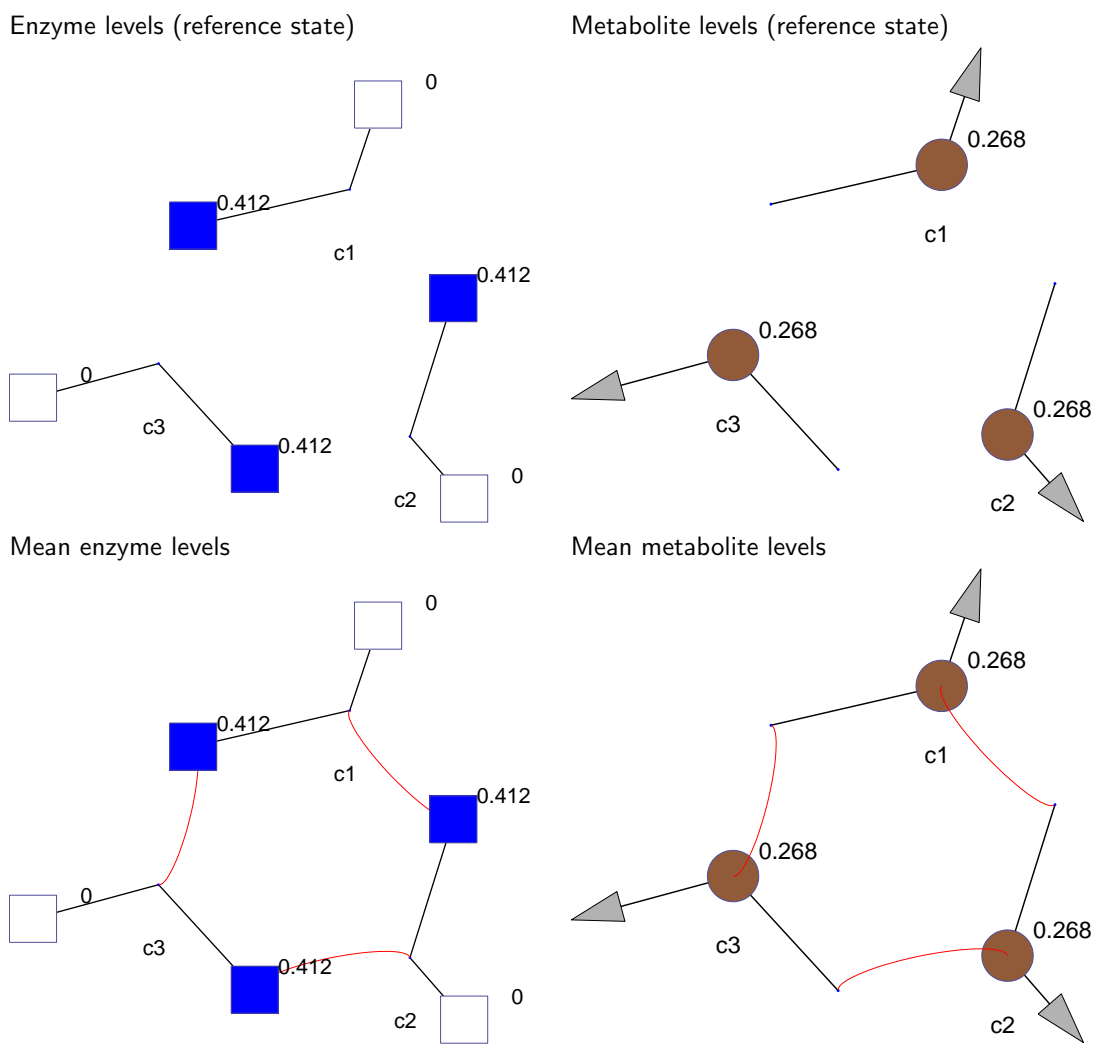 Enzyme levels (reference state)
0
0.412
c1
0.412
0
c3
0.412
0
c2
Metabolite levels (reference state)
0.268
c1
0.268
c3
0.268
c2
Mean enzyme levels
0
0.412
c1
0.412
0
c3
0.412
0
c2
Mean metabolite levels
0.268
c1
0.268
c3
0.268
c2